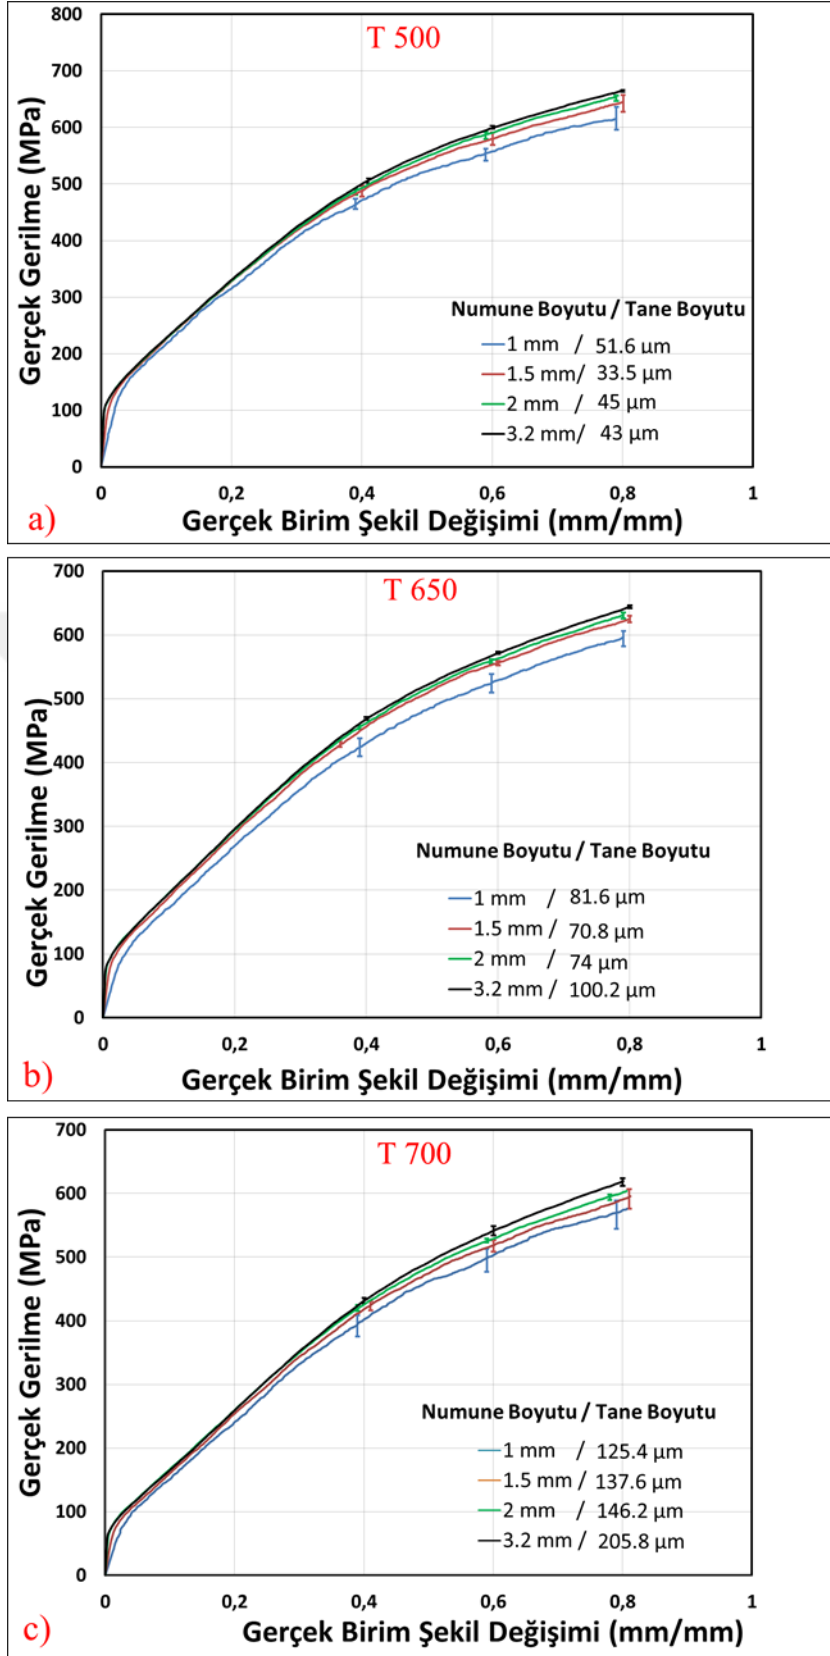 T 500
Gerçek Gerilme (MPa)
800
700
600
500
400
300
200
100
0
Numune Boyutu / Tane Boyutu
1 mm / 51.6 µm
1.5 mm/ 33.5 µm
2 mm / 45 µm
3.2 mm/ 43 µm
0 0,2 0,4 0,6 0,8 1
a)
Gerçek Birim Şekil Değişimi (mm/mm)
T 650
Gerçek Gerilme (MPa)
700
600
500
400
300
200
100
0
Numune Boyutu / Tane Boyutu
1 mm / 81.6 µm
1.5 mm / 70.8 µm
2 mm / 74 µm
3.2 mm / 100.2 µm
0 0,2 0,4 0,6 0,8 1
b)
Gerçek Birim Şekil Değişimi (mm/mm)
T 700
Gerçek Gerilme (MPa)
700
600
500
400
300
200
100
0
Numune Boyutu / Tane Boyutu
1 mm / 125.4 µm
1.5 mm / 137.6 µm
2 mm / 146.2 µm
3.2 mm / 205.8 µm
0 0,2 0,4 0,6 0,8 1
c)
Gerçek Birim Şekil Değişimi (mm/mm)